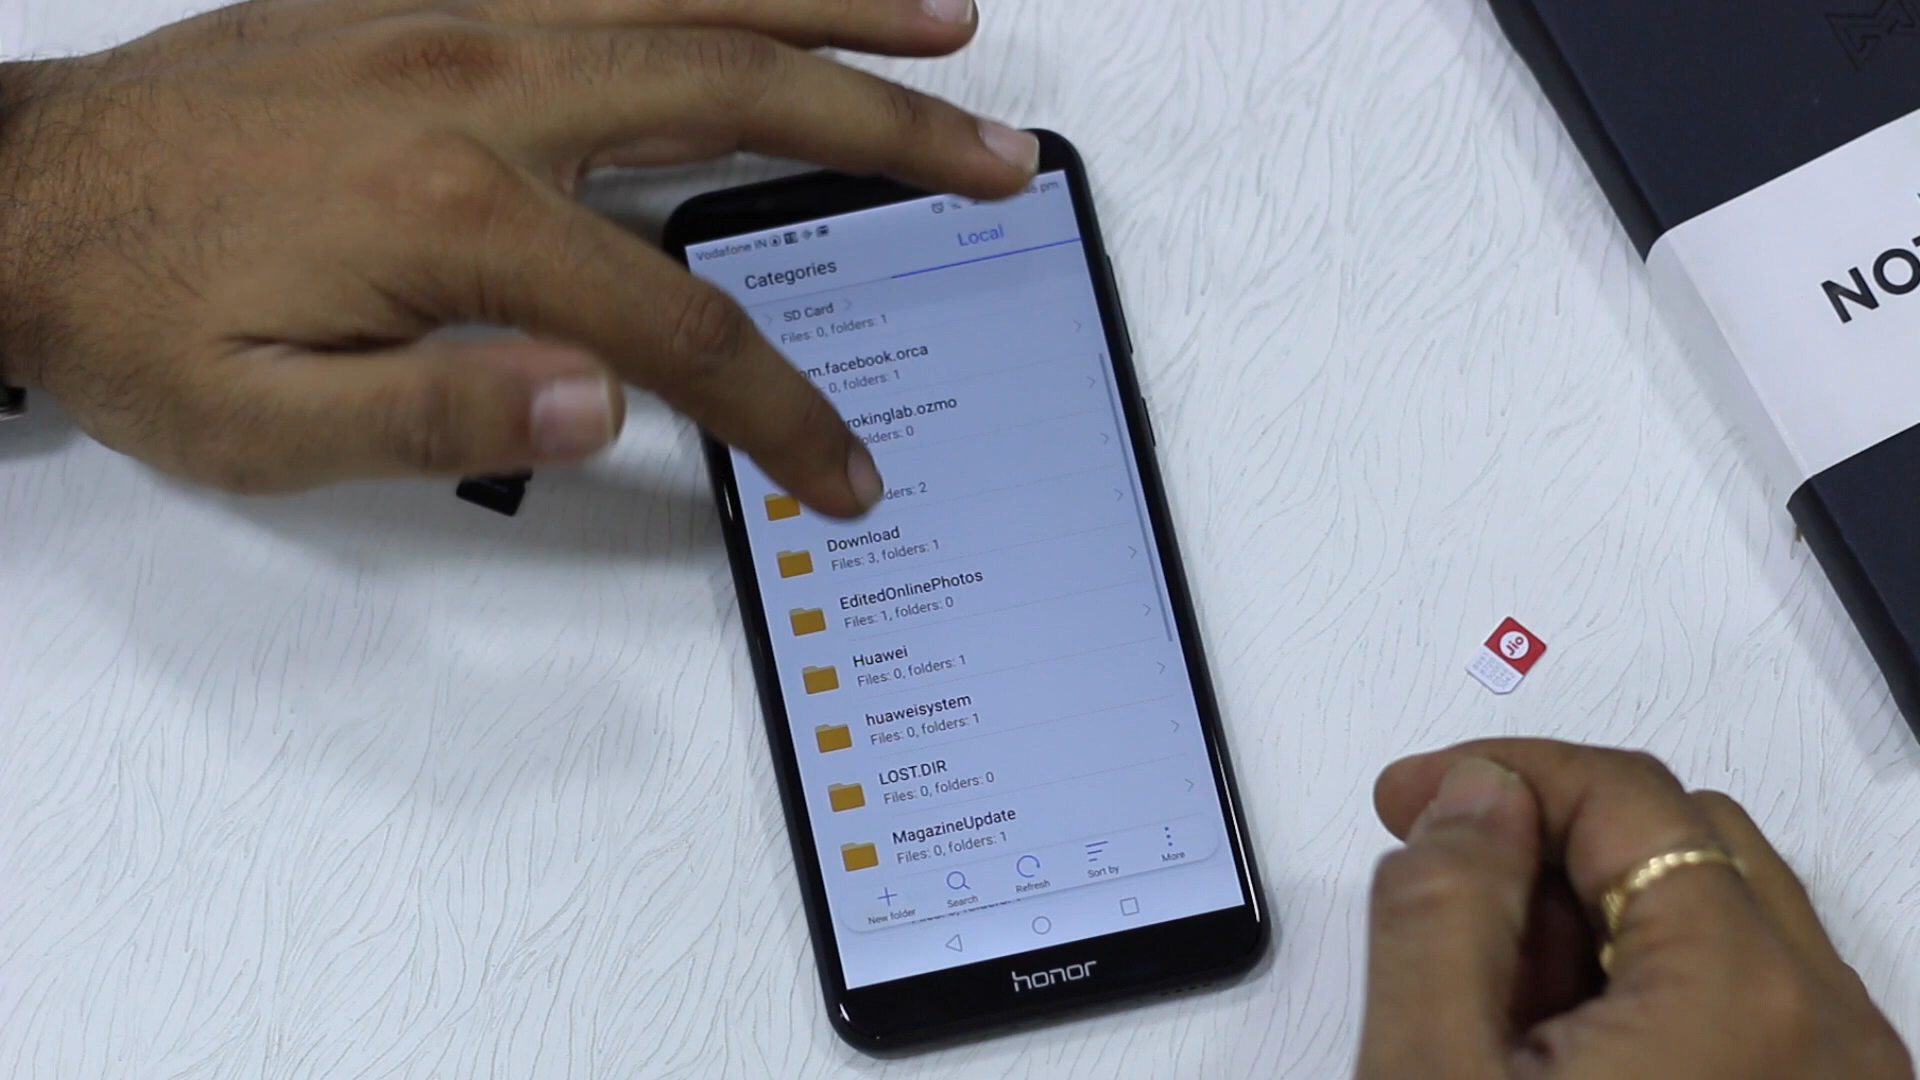 Vodafone IN
pm
Categories
Local
SD Card
Files: 0, folders: 1
om.facebook.orca
0, folders: 1
rokinglab.ozmo
olders: 0
ders: 2
Download
Files: 3, folders: 1
EditedOnlinePhotos
Files: 1, folders: 0
Huawei
Files: 0, folders: 1
huaweisystem
Files: 0, folders: 1
LOST.DIR
Files: 0, folders: 0
MagazineUpdate
Files: 0, folders: 1
New folder
Search
Refresh
Sort by
More
honor
Jio
NO